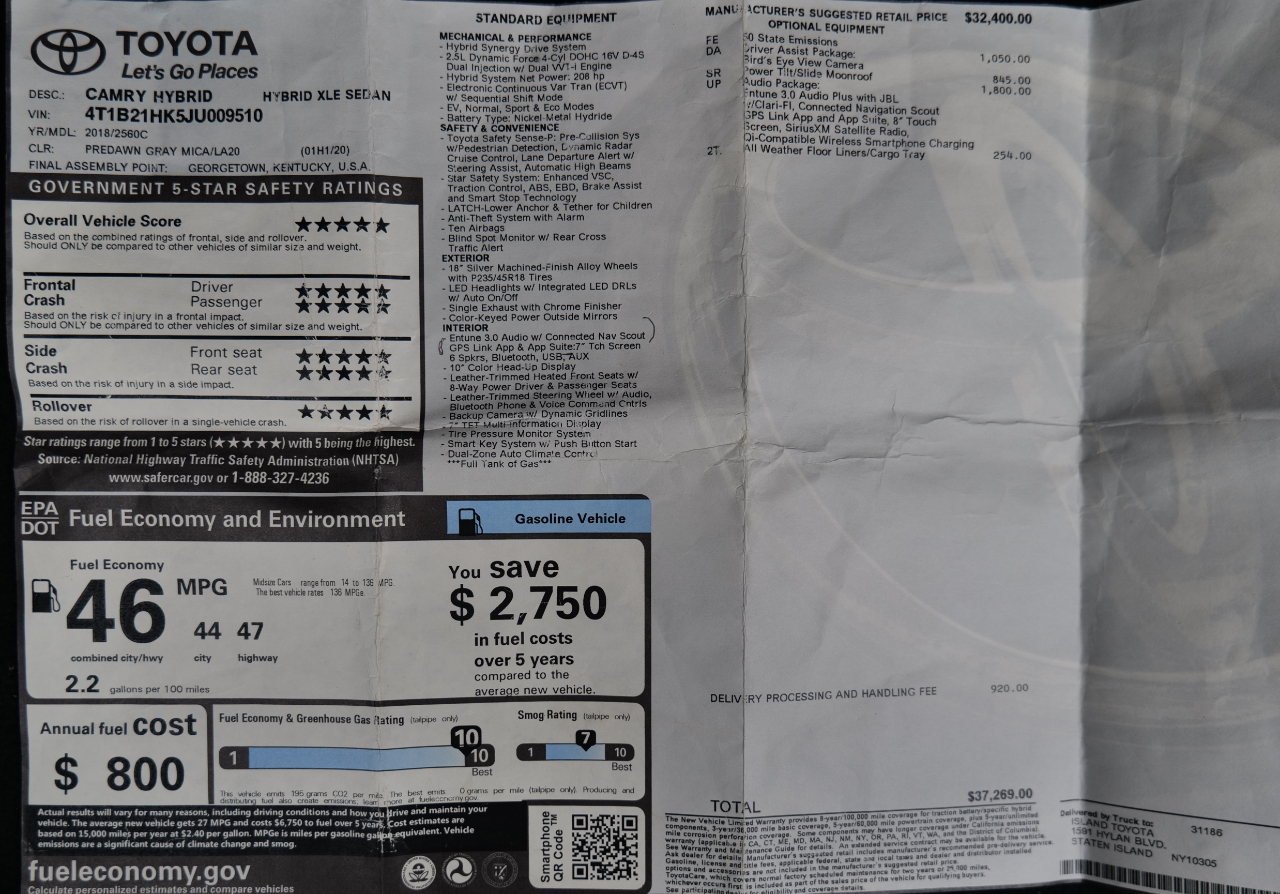 TOYOTA
Let's Go Places
DESC.: CAMRY HYBRID HYBRID XLE SEDAN
VIN: 4T1B21HK5JU009510
YR/MDL: 2018/2560C
CLR: PREDAWN GRAY MICA/LA20 (01H1/20)
FINAL ASSEMBLY POINT: GEORGETOWN, KENTUCKY, U.S.A.
GOVERNMENT 5-STAR SAFETY RATINGS
Overall Vehicle Score ★★★★★
Based on the combined ratings of frontal, side and rollover.
Should ONLY be compared to other vehicles of similar size and weight.
Frontal Driver ★★★★★
Crash Passenger ★★★★★
Based on the risk of injury in a frontal impact.
Should ONLY be compared to other vehicles of similar size and weight.
Side Front seat ★★★★★
Crash Rear seat ★★★★★
Based on the risk of injury in a side impact.
Rollover ★★★★★
Based on the risk of rollover in a single-vehicle crash.
Star ratings range from 1 to 5 stars (★★★★★) with 5 being the highest.
Source: National Highway Traffic Safety Administration (NHTSA)
www.safercar.gov or 1-888-327-4236
STANDARD EQUIPMENT
MECHANICAL & PERFORMANCE
- Hybrid Synergy Drive System
- 2.5L Dynamic Force 4-Cyl DOHC 16V D-4S
Dual Injection w/ Dual VVT-i Engine
- Hybrid System Net Power: 208 hp
- Electronic Continuous Var Tran (ECVT)
w/ Sequential Shift Mode
- EV, Normal, Sport & Eco Modes
- Battery Type: Nickel-Metal Hydride
SAFETY & CONVENIENCE
- Toyota Safety Sense-P: Pre-Collision Sys
w/Pedestrian Detection, Dynamic Radar
Cruise Control, Lane Departure Alert w/
Steering Assist, Automatic High Beams
- Star Safety System: Enhanced VSC,
Traction Control, ABS, EBD, Brake Assist
and Smart Stop Technology
- LATCH-Lower Anchor & Tether for Children
- Anti-Theft System with Alarm
- Ten Airbags
- Blind Spot Monitor w/ Rear Cross
Traffic Alert
EXTERIOR
- 18" Silver Machined-Finish Alloy Wheels
with P235/45R18 Tires
- LED Headlights w/ Integrated LED DRLs
w/ Auto On/Off
- Single Exhaust with Chrome Finisher
- Color-Keyed Power Outside Mirrors
INTERIOR
Entune 3.0 Audio w/ Connected Nav Scout
GPS Link App & App Suite:7" Tch Screen
6 Spkrs, Bluetooth, USB, AUX
- 10" Color Head-Up Display
- Leather-Trimmed Heated Front Seats w/
8-Way Power Driver & Passenger Seats
- Leather-Trimmed Steering Wheel w/ Audio,
Bluetooth Phone & Voice Command Cntrls
- Backup Camera w/ Dynamic Gridlines
- 7" TFT Multi-Information Display
- Tire Pressure Monitor System
- Smart Key System w/ Push Button Start
- Dual-Zone Auto Climate Control
***Full Tank of Gas***
MANUFACTURER'S SUGGESTED RETAIL PRICE $32,400.00
OPTIONAL EQUIPMENT
FE 50 State Emissions
DA Driver Assist Package: 1,050.00
Bird's Eye View Camera
SR Power Tilt/Slide Moonroof 845.00
UP Audio Package: 1,800.00
Entune 3.0 Audio Plus with JBL
w/Clari-Fi, Connected Navigation Scout
GPS Link App and App Suite, 8" Touch
Screen, SiriusXM Satellite Radio,
Qi-Compatible Wireless Smartphone Charging
2T. All Weather Floor Liners/Cargo Tray 254.00
DELIVERY PROCESSING AND HANDLING FEE 920.00
TOTAL $37,269.00
EPA
DOT
Fuel Economy and Environment
Gasoline Vehicle
Fuel Economy
46 MPG
Midsize Cars range from 14 to 136 MPG.
The best vehicle rates 136 MPGe.
44 47
combined city/hwy city highway
2.2 gallons per 100 miles
You save
$ 2,750
in fuel costs
over 5 years
compared to the
average new vehicle.
Annual fuel cost
$ 800
Fuel Economy & Greenhouse Gas Rating (tailpipe only)
10
1 10
Best
Smog Rating (tailpipe only)
7
1 10
Best
This vehicle emits 195 grams CO2 per mile. The best emits 0 grams per mile (tailpipe only). Producing and
distributing fuel also create emissions; learn more at fueleconomy.gov.
Actual results will vary for many reasons, including driving conditions and how you drive and maintain your
vehicle. The average new vehicle gets 27 MPG and costs $6,750 to fuel over 5 years. Cost estimates are
based on 15,000 miles per year at $2.40 per gallon. MPGe is miles per gasoline gallon equivalent. Vehicle
emissions are a significant cause of climate change and smog.
fueleconomy.gov
Calculate personalized estimates and compare vehicles
Smartphone
QR Code™
Delivered by Truck to:
ISLAND TOYOTA 31186
1591 HYLAN BLVD.
STATEN ISLAND NY10305